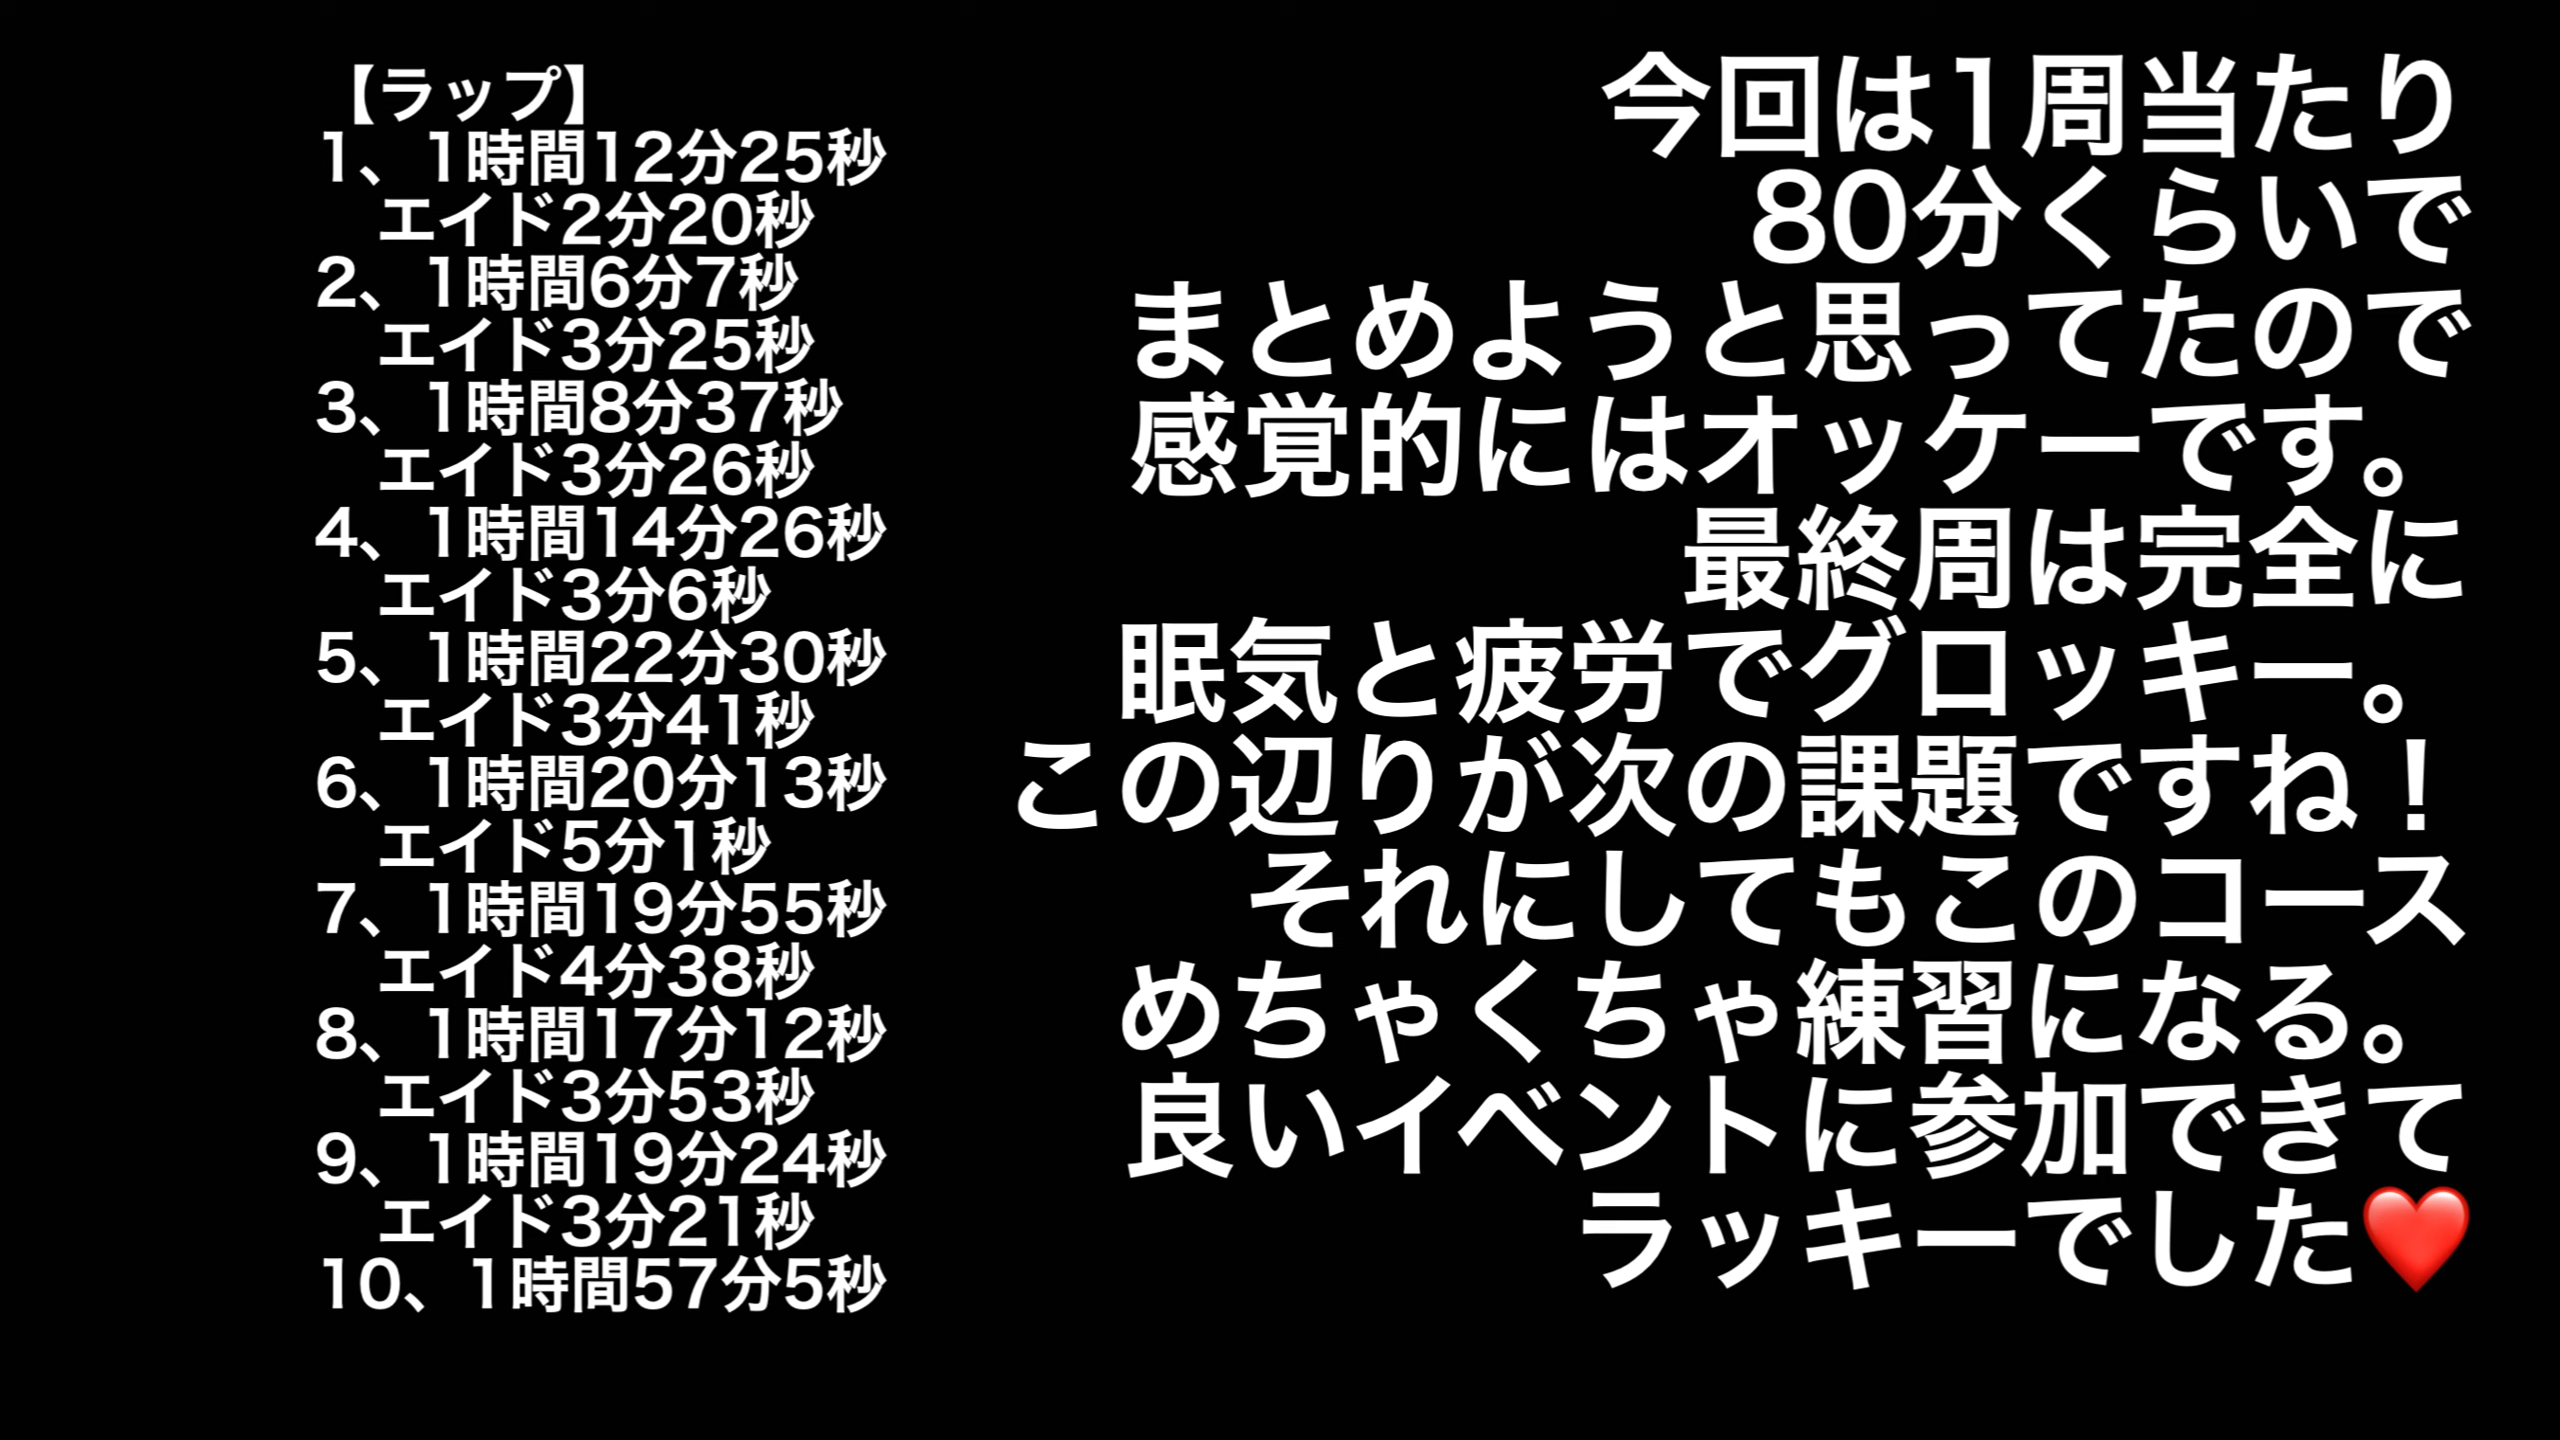 【ラップ】
1、1時間12分25秒
エイド2分20秒
2、1時間6分7秒
エイド3分25秒
3、1時間8分37秒
エイド3分26秒
4、1時間14分26秒
エイド3分6秒
5、1時間22分30秒
エイド3分41秒
6、1時間20分13秒
エイド5分1秒
7、1時間19分55秒
エイド4分38秒
8、1時間17分12秒
エイド3分53秒
9、1時間19分24秒
エイド3分21秒
10、1時間57分5秒
今回は1周当たり
80分くらいで
まとめようと思ってたので
感覚的にはオッケーです。
最終周は完全に
眠気と疲労でグロッキー。
この辺りが次の課題ですね！
それにしてもこのコース
めちゃくちゃ練習になる。
良いイベントに参加できて
ラッキーでした❤️